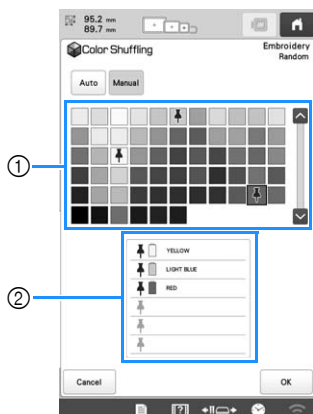 95.2 mm
89.7 mm
Color Shuffling
Embroidery
Random
Auto
Manual
①
②
YELLOW
LIGHT BLUE
RED
Cancel
OK